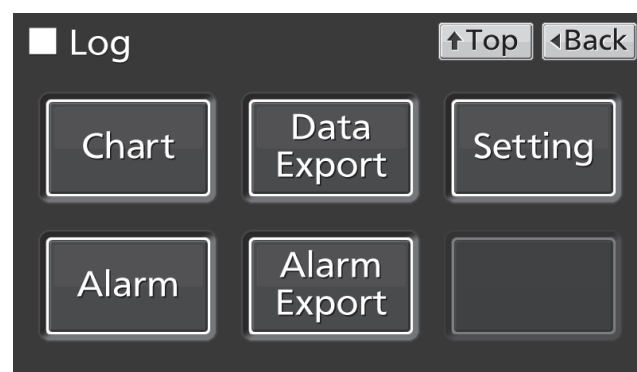 Log
↑Top
◂Back
Chart
Data
Export
Setting
Alarm
Alarm
Export